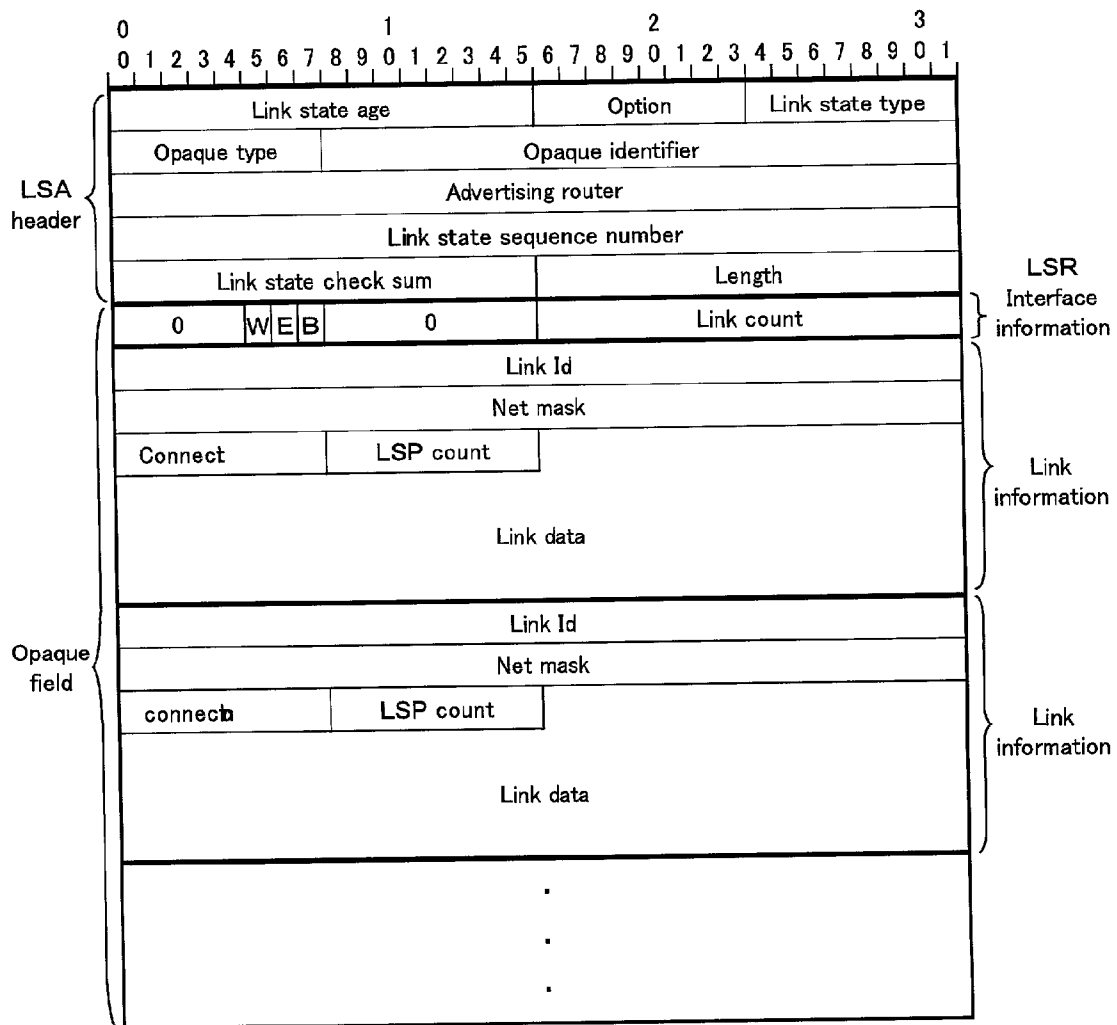 0 1 2 3
0 1 2 3 4 5 6 7 8 9 0 1 2 3 4 5 6 7 8 9 0 1 2 3 4 5 6 7 8 9 0 1
Link state age Option Link state type
Opaque type Opaque identifier
Advertising router
Link state sequence number
Link state check sum Length
LSA
header
0 W E B 0 Link count
LSR
Interface
information
Link Id
Net mask
Connect LSP count
Link data
Link
information
Link Id
Net mask
LSP count
Link data
Link
information
Opaque
field